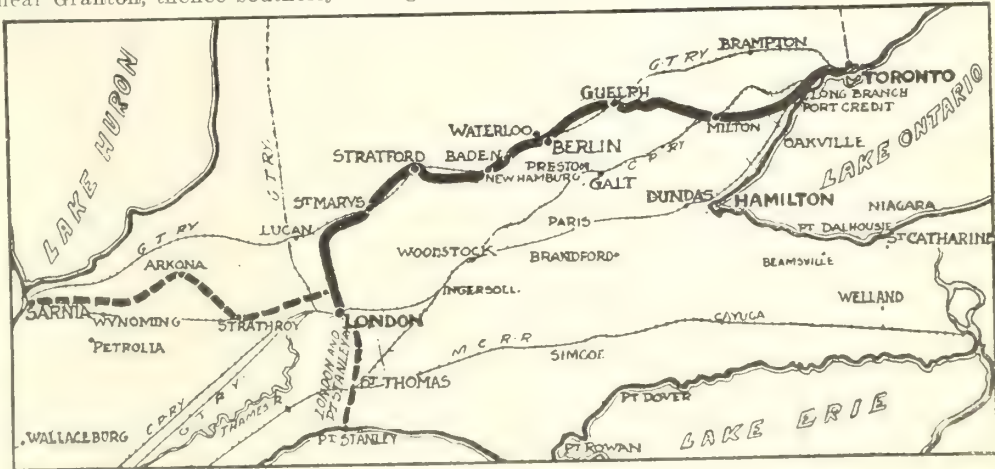 near Granton, thence
LAKE HURON
LAKE ONTARIO
LAKE ERIE
G T RY
BRAMPTON
TORONTO
LONG BRANCH
PORT CREDIT
GUELPH
MILTON
OAKVILLE
WATERLOO
BERLIN
STRATFORD
BADEN
NEW HAMBURG
PRESTON
C P RY
GALT
DUNDAS
HAMILTON
NIAGARA
PT DALHOUSIE
ST CATHARINE
G T RY.
ST MARYS
LUCAN
PARIS
WOODSTOCK
BRANDFORD
BEAMSVILLE
G T RY
ARKONA
INGERSOLL
WELLAND
SARNIA
WYNOMING
STRATHROY
LONDON
CAYUGA
PETROLIA
M C R R
SIMCOE
LONDON AND
PT STANLEY
ST THOMAS
C P RY
G T RY.
THAMES R
PT DOVER
WALLACEBURG
PT STANLEY
PT ROWAN